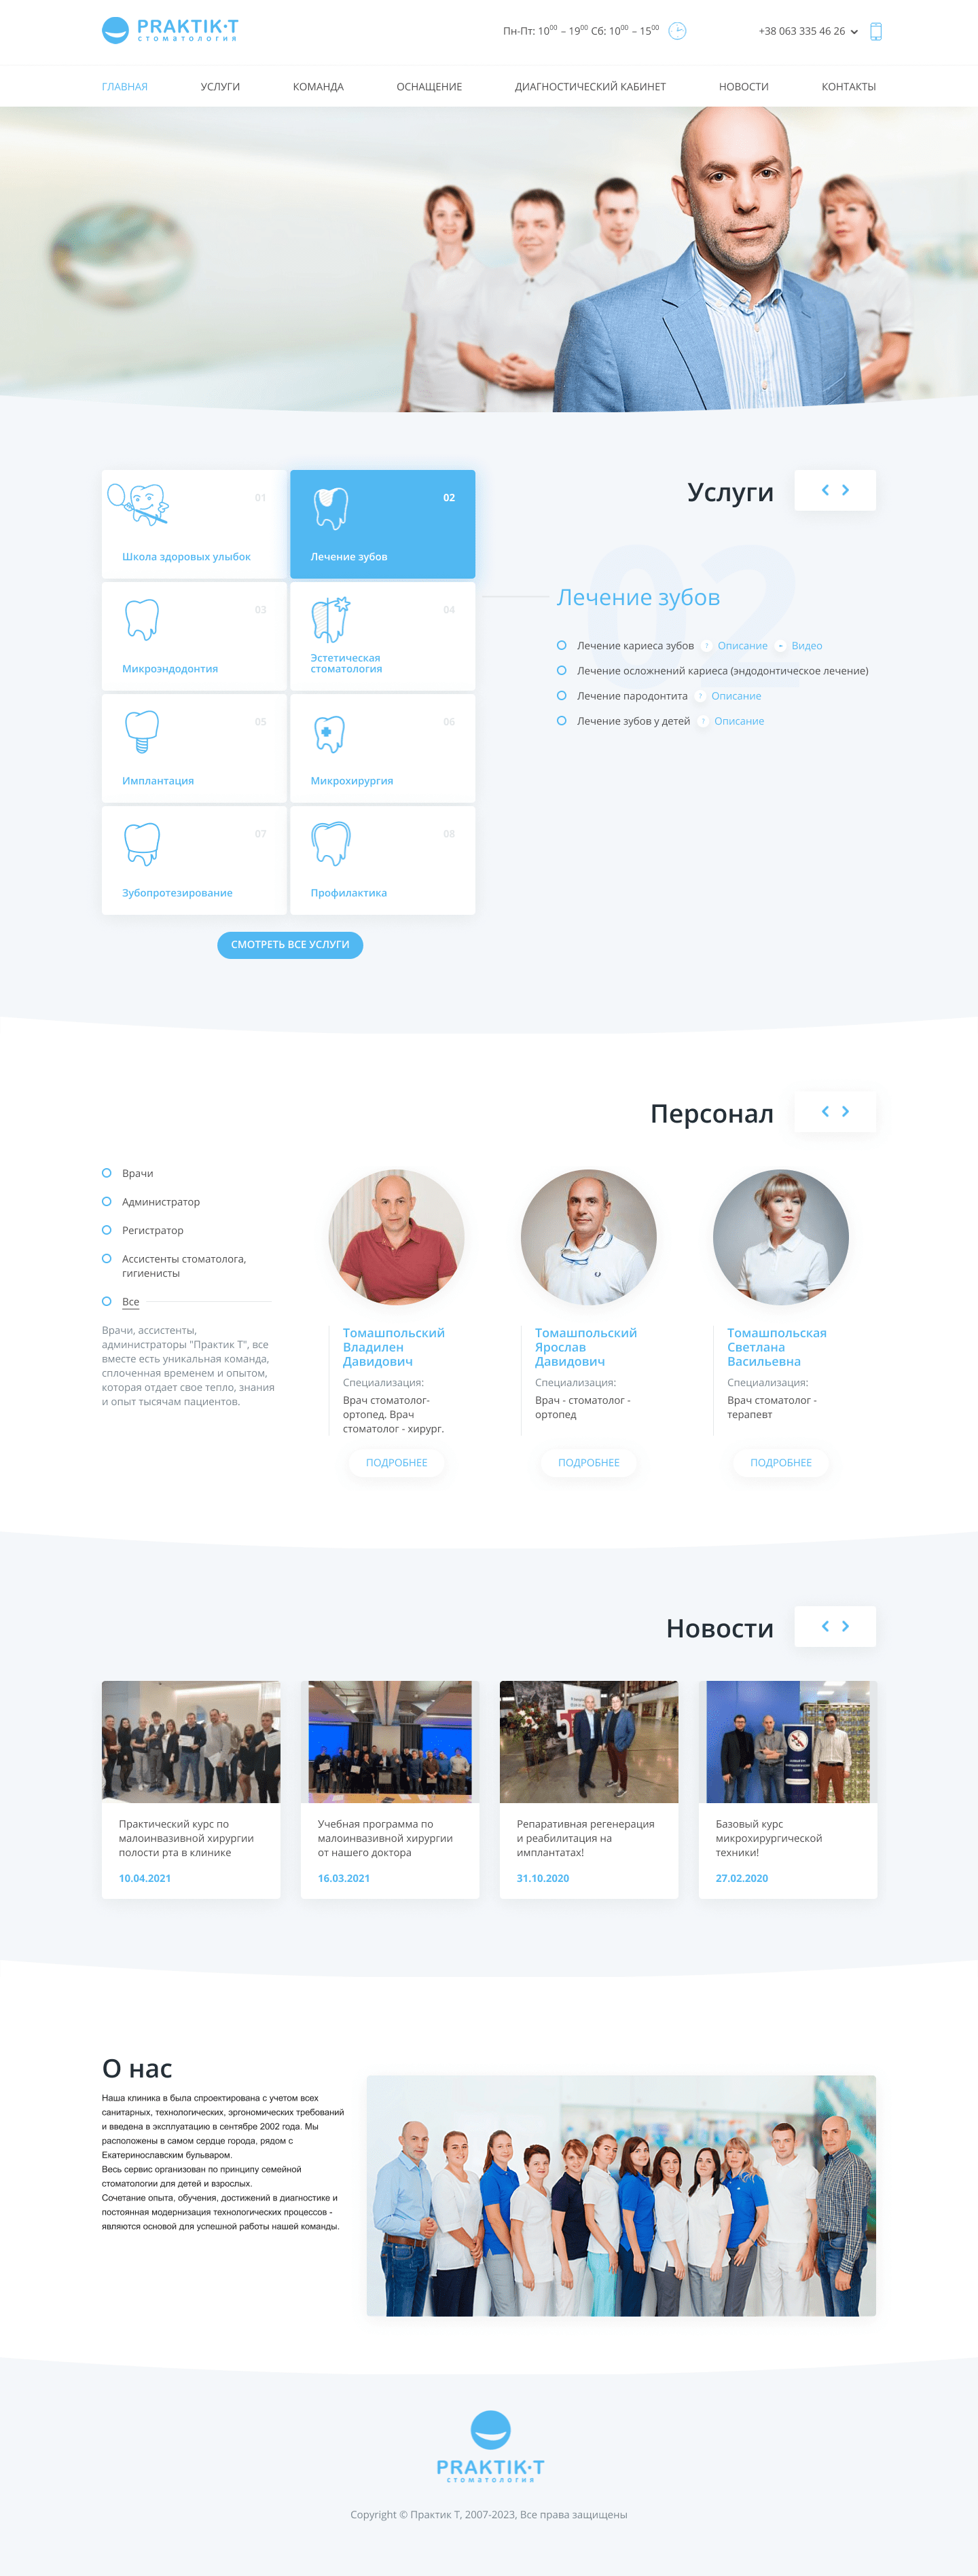 PRAKTIK·T
стоматология
Пн-Пт: 10⁰⁰ – 19⁰⁰ Сб: 10⁰⁰ – 15⁰⁰
+38 063 335 46 26
ГЛАВНАЯ УСЛУГИ КОМАНДА ОСНАЩЕНИЕ ДИАГНОСТИЧЕСКИЙ КАБИНЕТ НОВОСТИ КОНТАКТЫ
01
Школа здоровых улыбок
02
Лечение зубов
03
Микроэндодонтия
04
Эстетическая
стоматология
05
Имплантация
06
Микрохирургия
07
Зубопротезирование
08
Профилактика
СМОТРЕТЬ ВСЕ УСЛУГИ
Услуги
02
Лечение зубов
Лечение кариеса зубов ? Описание Видео
Лечение осложнений кариеса (эндодонтическое лечение)
Лечение пародонтита ? Описание
Лечение зубов у детей ? Описание
Персонал
Врачи
Администратор
Регистратор
Ассистенты стоматолога,
гигиенисты
Все
Врачи, ассистенты,
администраторы "Практик Т", все
вместе есть уникальная команда,
сплоченная временем и опытом,
которая отдает свое тепло, знания
и опыт тысячам пациентов.
Томашпольский
Владилен
Давидович
Специализация:
Врач стоматолог-
ортопед. Врач
стоматолог - хирург.
ПОДРОБНЕЕ
Томашпольский
Ярослав
Давидович
Специализация:
Врач - стоматолог -
ортопед
ПОДРОБНЕЕ
Томашпольская
Светлана
Васильевна
Специализация:
Врач стоматолог -
терапевт
ПОДРОБНЕЕ
Новости
Практический курс по
малоинвазивной хирургии
полости рта в клинике
10.04.2021
Учебная программа по
малоинвазивной хирургии
от нашего доктора
16.03.2021
Репаративная регенерация
и реабилитация на
имплантатах!
31.10.2020
Базовый курс
микрохирургической
техники!
27.02.2020
О нас
Наша клиника в была спроектирована с учетом всех
санитарных, технологических, эргономических требований
и введена в эксплуатацию в сентябре 2002 года. Мы
расположены в самом сердце города, рядом с
Екатеринославским бульваром.
Весь сервис организован по принципу семейной
стоматологии для детей и взрослых.
Сочетание опыта, обучения, достижений в диагностике и
постоянная модернизация технологических процессов -
являются основой для успешной работы нашей команды.
PRAKTIK·T
стоматология
Copyright © Практик Т, 2007-2023, Все права защищены